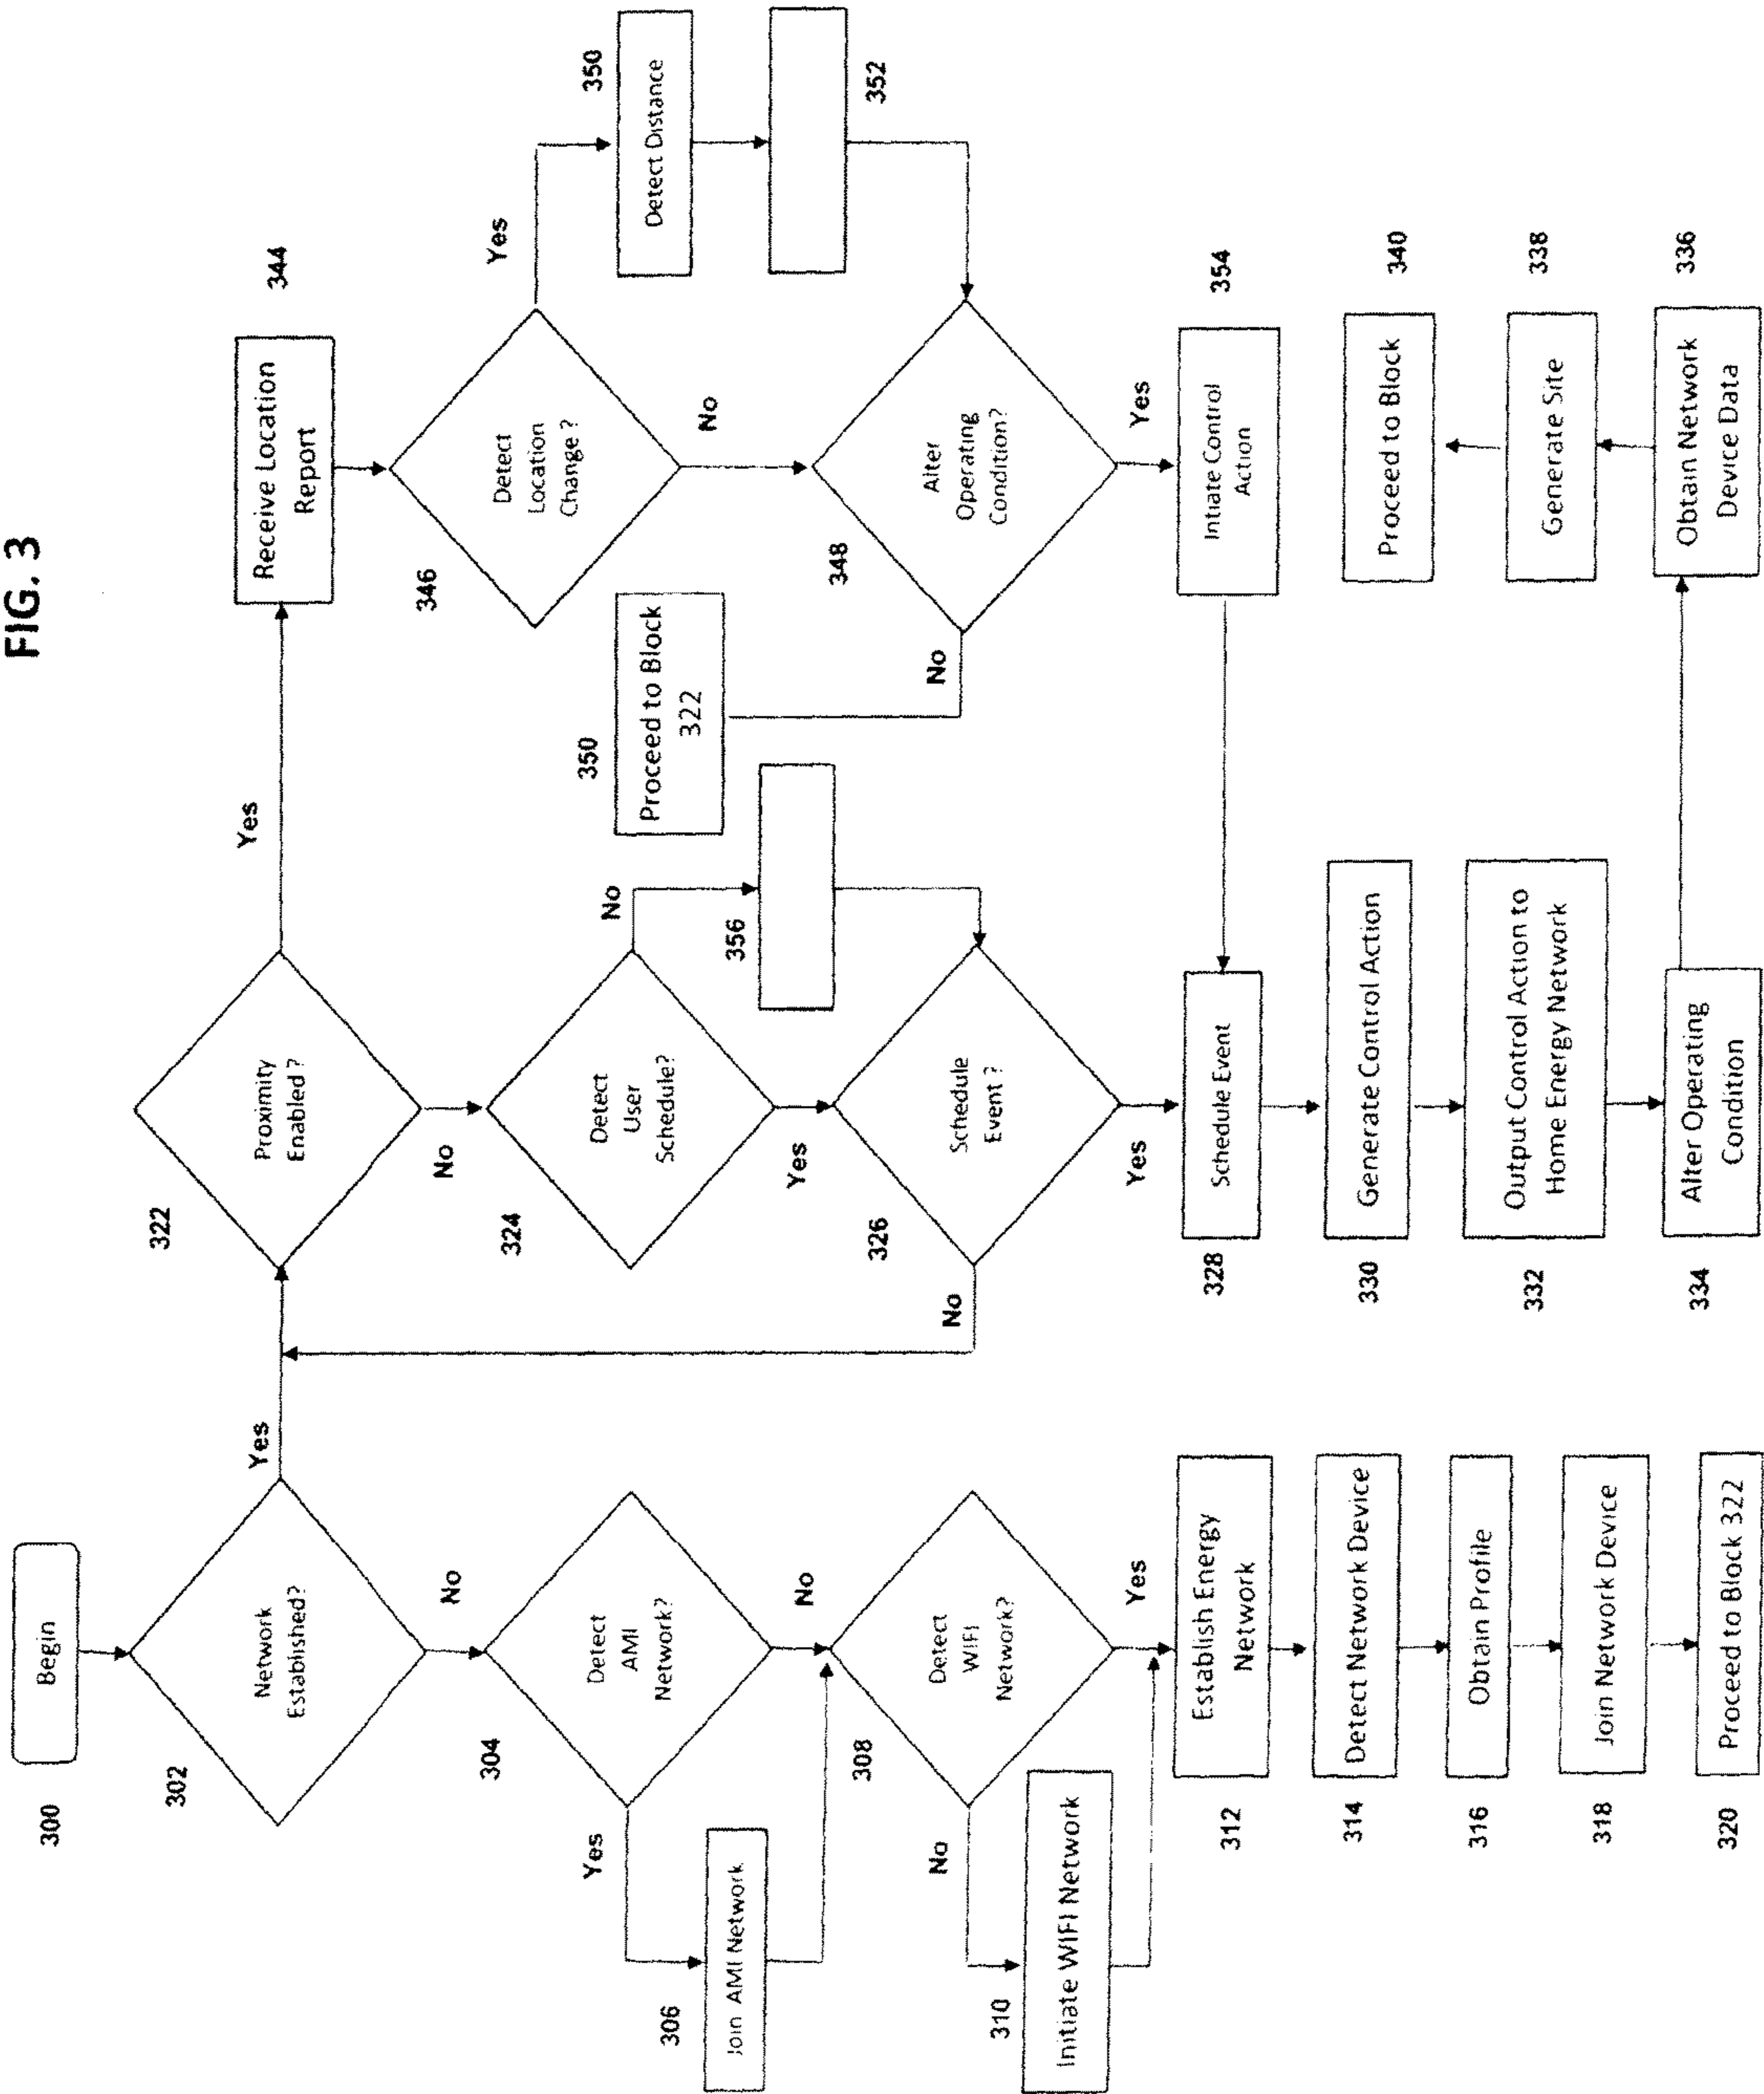 FIG. 3
300
Begin
302
Network
Established?
Yes
No
304
Detect
AMI
Network?
Yes
No
306
Join AMI Network
308
Detect
WIFI
Network?
No
Yes
310
Initiate WIFI Network
312
Establish Energy
Network
314
Detect Network Device
316
Obtain Profile
318
Join Network Device
320
Proceed to Block 322
322
Proximity
Enabled ?
Yes
No
324
Detect
User
Schedule?
No
Yes
356
326
Schedule
Event ?
No
Yes
328
Schedule Event
330
Generate Control Action
332
Output Control Action to
Home Energy Network
334
Alter Operating
Condition
344
Receive Location
Report
346
Detect
Location
Change ?
Yes
No
350
Detect Distance
352
348
Alter
Operating
Condition?
No
Yes
350
Proceed to Block
322
354
Intiate Control
Action
340
Proceed to Block
338
Generate Site
336
Obtain Network
Device Data